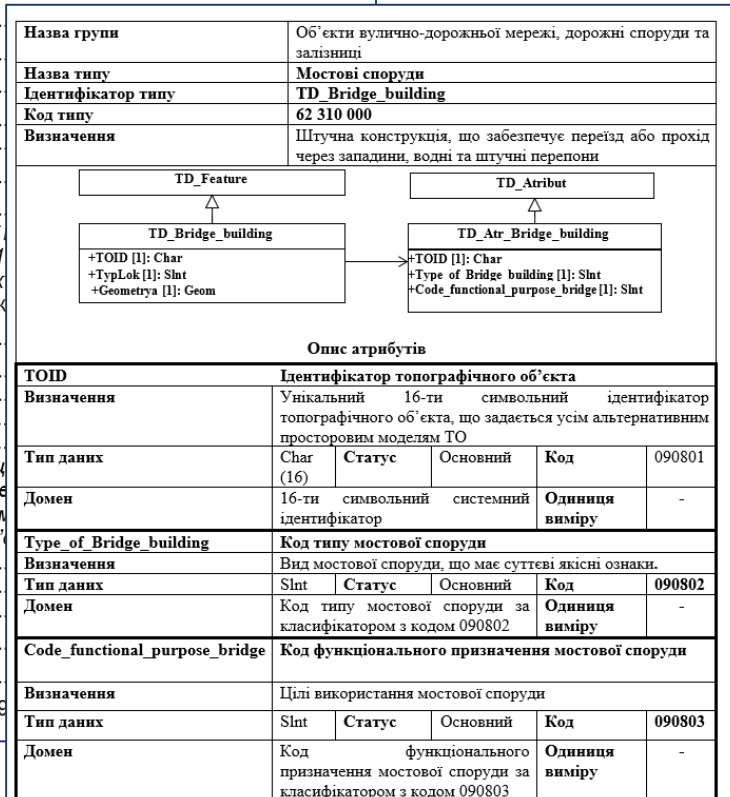 Назва групи Об’єкти вулично-дорожньої мережі, дорожні споруди та
залізниці
Назва типу Мостові споруди
Ідентифікатор типу TD_Bridge_building
Код типу 62 310 000
Визначення Штучна конструкція, що забезпечує переїзд або прохід
через западини, водні та штучні перепони
TD_Feature TD_Atribut
TD_Bridge_building TD_Atr_Bridge_building
+TOID [1]: Char +TOID [1]: Char
+TypLok [1]: Slnt +Type of Bridge building [1]: Slnt
+Geometrya [1]: Geom +Code_functional_purpose_bridge [1]: Slnt
Опис атрибутів
TOID Ідентифікатор топографічного об’єкта
Визначення Унікальний 16-ти символьний ідентифікатор
топографічного об’єкта, що задається усім альтернативним
просторовим моделям ТО
Тип даних Char Статус Основний Код 090801
(16)
Домен 16-ти символьний системний Одиниця -
ідентифікатор виміру
Type_of_Bridge_building Код типу мостової споруди
Визначення Вид мостової споруди, що має суттєві якісні ознаки.
Тип даних Slnt Статус Основний Код 090802
Домен Код типу мостової споруди за Одиниця -
класифікатором з кодом 090802 виміру
Code_functional_purpose_bridge Код функціонального призначення мостової споруди
Визначення Цілі використання мостової споруди
Тип даних Slnt Статус Основний Код 090803
Домен Код функціонального Одиниця -
призначення мостової споруди за виміру
класифікатором з кодом 090803